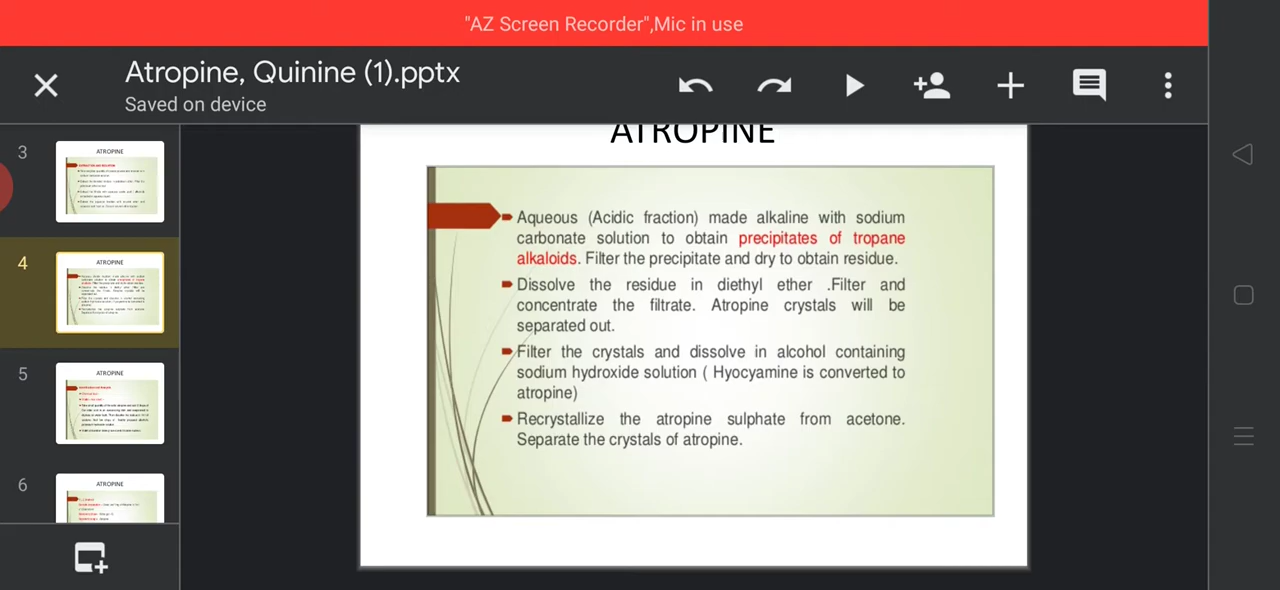 "AZ Screen Recorder",Mic in use
Atropine, Quinine (1).pptx
Saved on device
3
ATROPINE
4
ATROPINE
5
ATROPINE
6
ATROPINE
ATROPINE
Aqueous (Acidic fraction) made alkaline with sodium
carbonate solution to obtain precipitates of tropane
alkaloids. Filter the precipitate and dry to obtain residue.
Dissolve the residue in diethyl ether .Filter and
concentrate the filtrate. Atropine crystals will be
separated out.
Filter the crystals and dissolve in alcohol containing
sodium hydroxide solution ( Hyocyamine is converted to
atropine)
Recrystallize the atropine sulphate from acetone.
Separate the crystals of atropine.